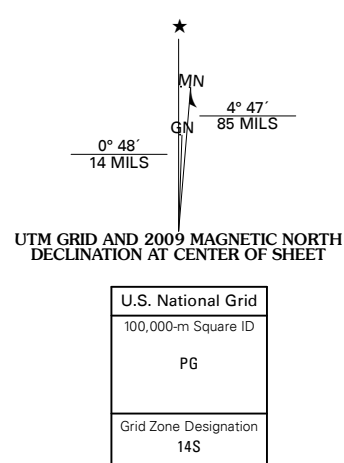 ★
MN
4° 47´
85 MILS
GN
0° 48´
14 MILS
UTM GRID AND 2009 MAGNETIC NORTH
DECLINATION AT CENTER OF SHEET
U.S. National Grid
100,000-m Square ID
PG
Grid Zone Designation
14S